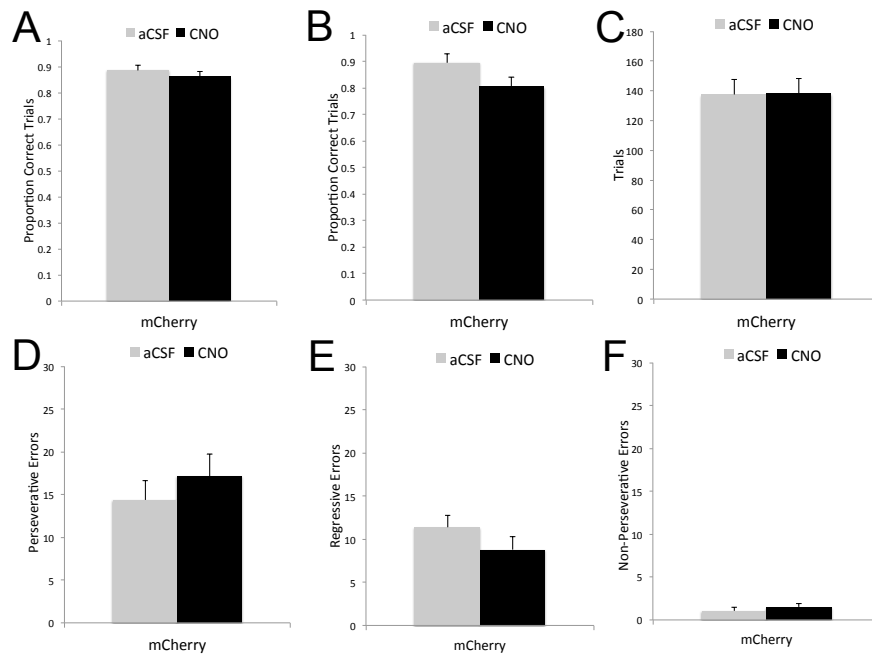 A
aCSF CNO
Proportion Correct Trials
1
0.9
0.8
0.7
0.6
0.5
0.4
0.3
0.2
0.1
0
mCherry
B
aCSF CNO
Proportion Correct Trials
1
0.9
0.8
0.7
0.6
0.5
0.4
0.3
0.2
0.1
0
mCherry
C
aCSF CNO
Trials
180
160
140
120
100
80
60
40
20
0
mCherry
D
aCSF CNO
Perseverative Errors
30
25
20
15
10
5
0
mCherry
E
aCSF CNO
Regressive Errors
30
25
20
15
10
5
0
mCherry
F
aCSF CNO
Non-Perseverative Errors
30
25
20
15
10
5
0
mCherry